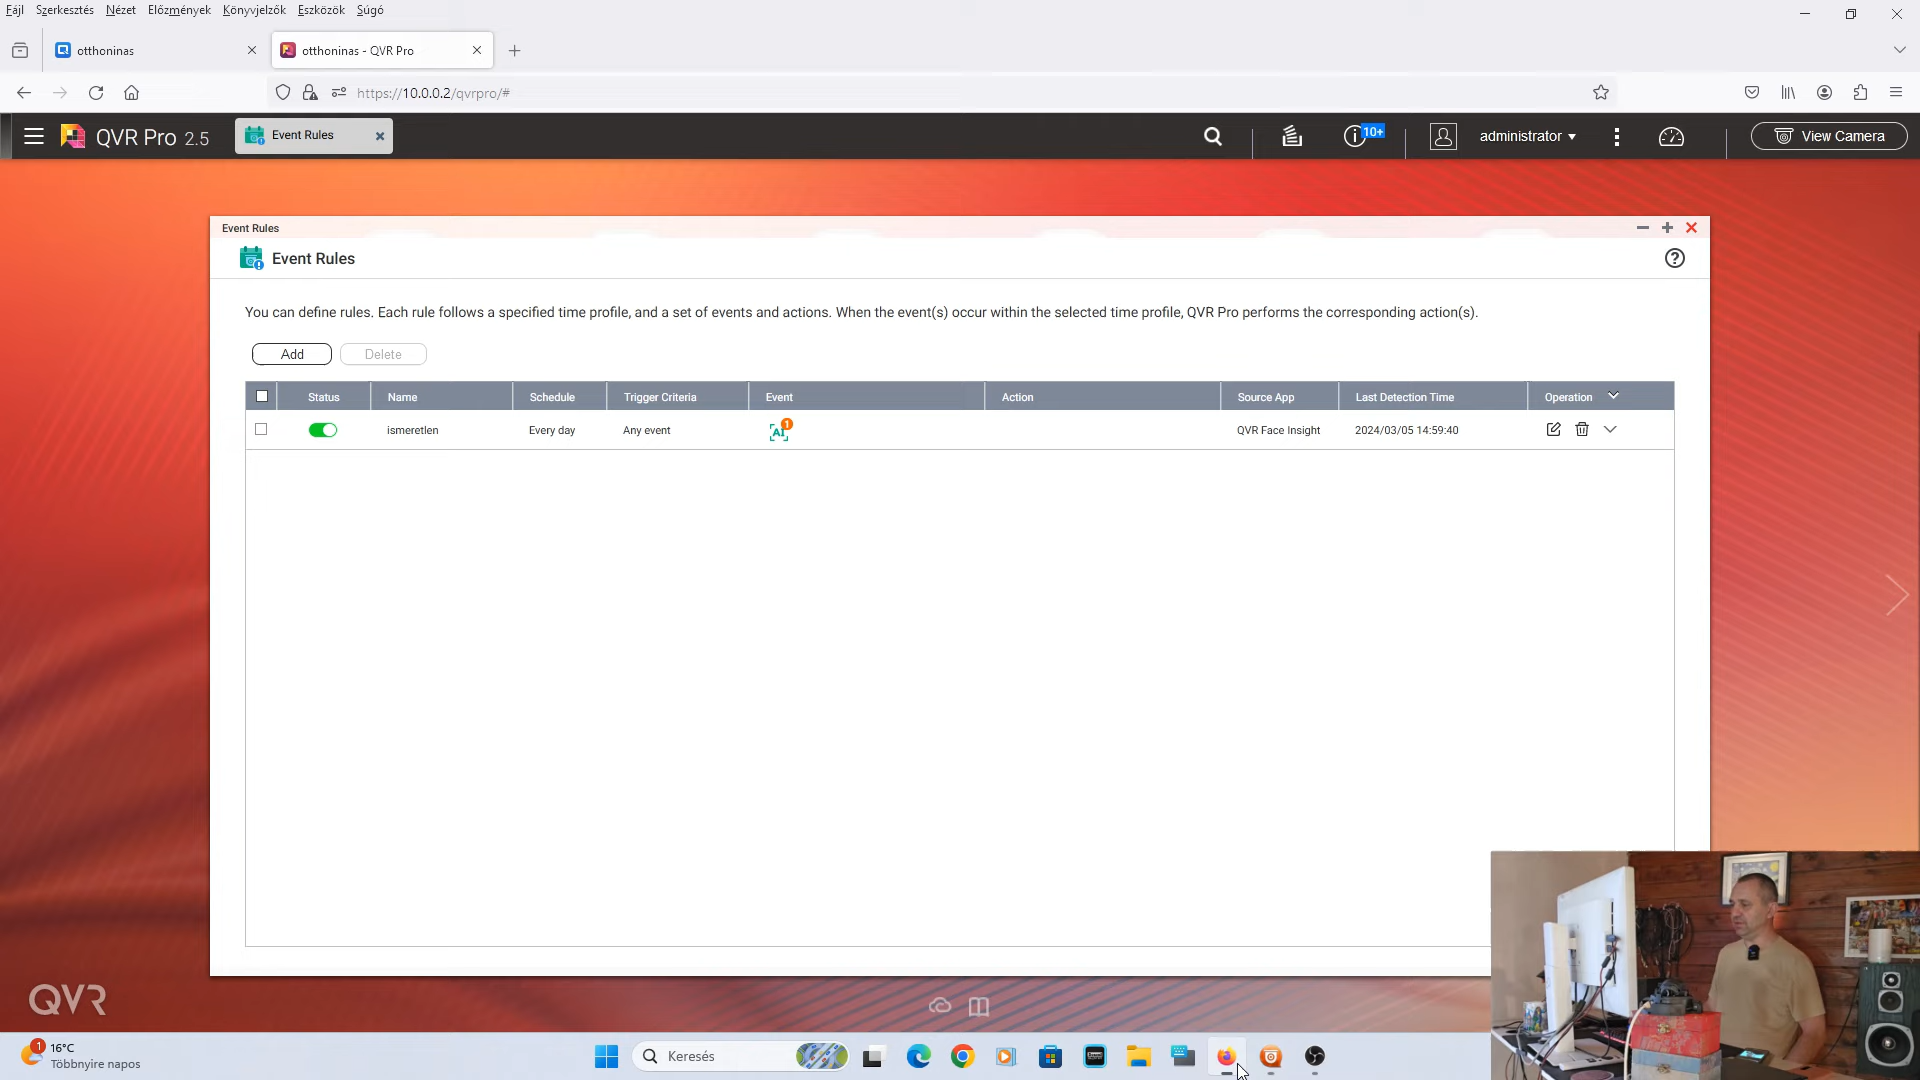 Fájl Szerkesztés Nézet Előzmények Könyvjelzők Eszközök Súgó
otthoninas
otthoninas - QVR Pro
https://10.0.0.2/qvrpro/#
QVR Pro 2.5
Event Rules
10+
administrator
View Camera
Event Rules
Event Rules
You can define rules. Each rule follows a specified time profile, and a set of events and actions. When the event(s) occur within the selected time profile, QVR Pro performs the corresponding action(s).
Add Delete
Status Name Schedule Trigger Criteria Event Action Source App Last Detection Time Operation
ismeretlen Every day Any event AI 1 QVR Face Insight 2024/03/05 14:59:40
QVR
1
16°C
Többnyire napos
Keresés